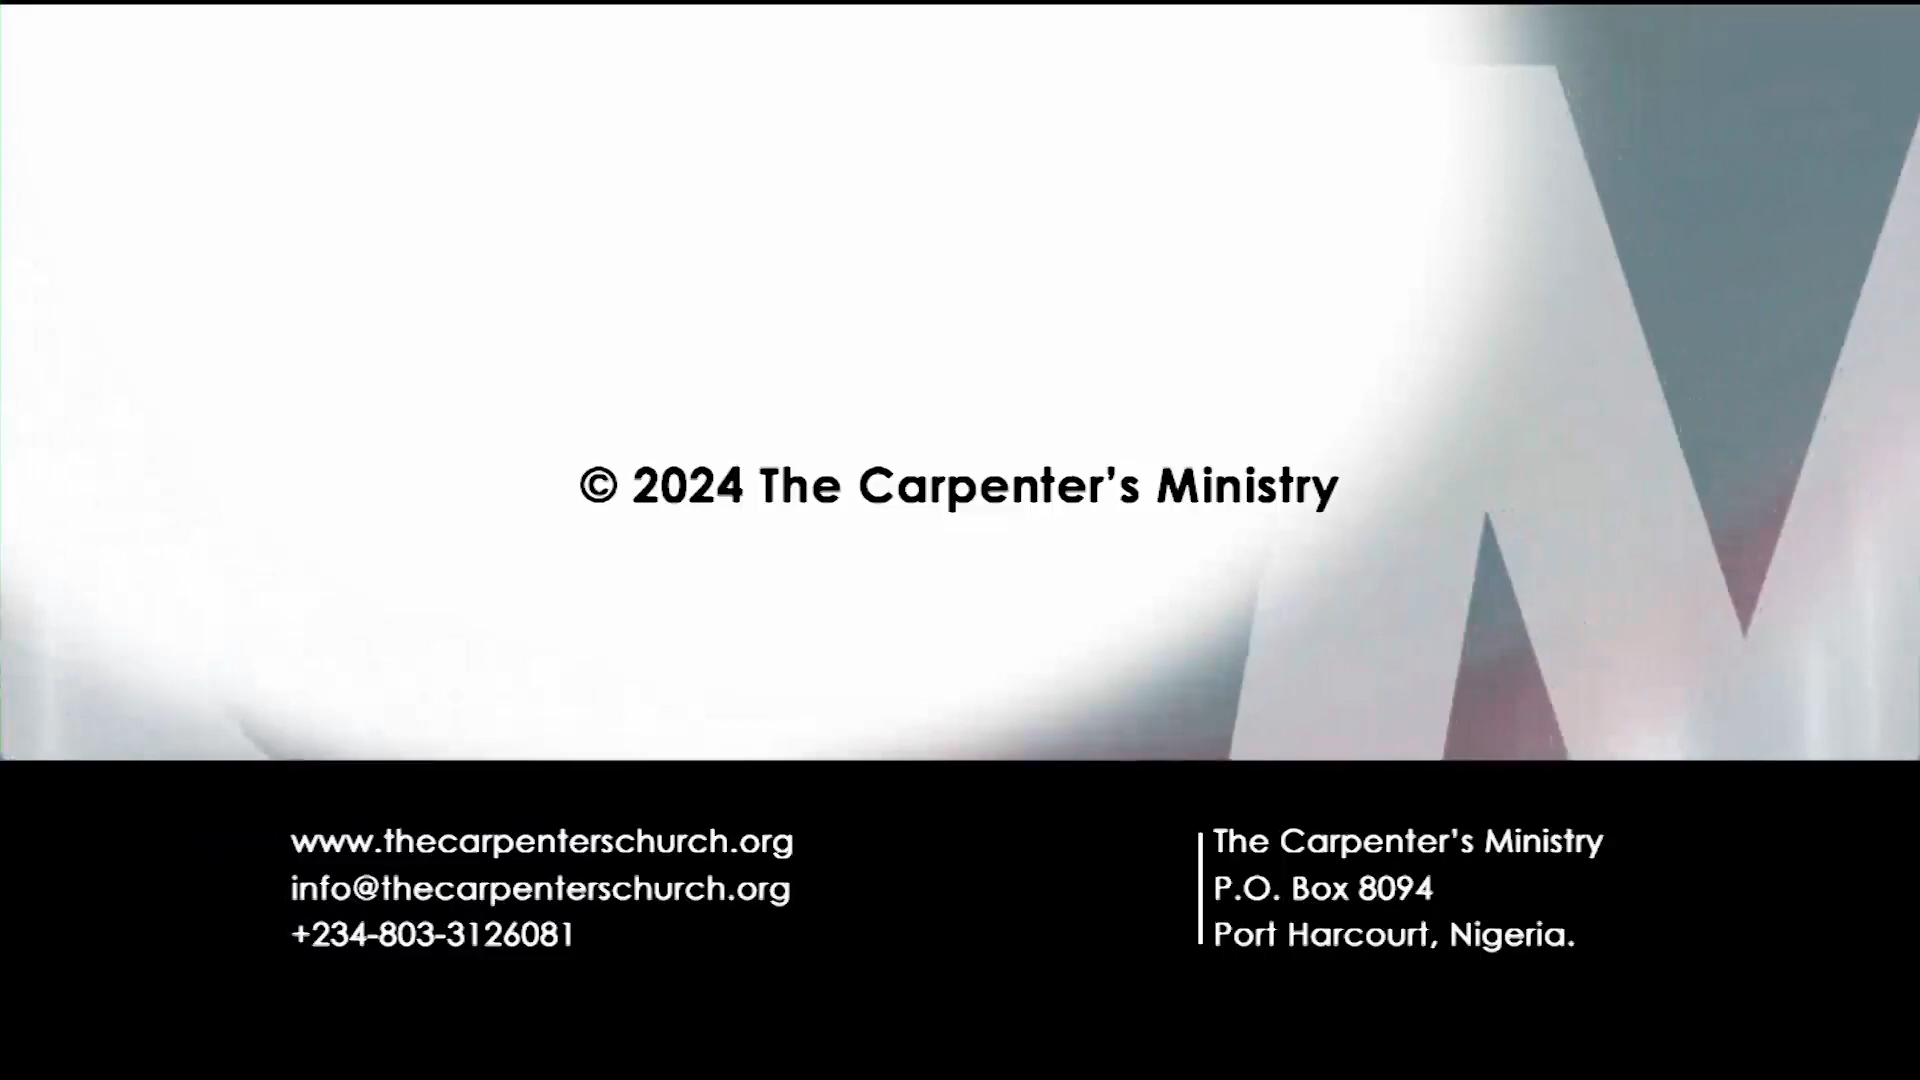 © 2024 The Carpenter’s Ministry
www.thecarpenterschurch.org
info@thecarpenterschurch.org
+234-803-3126081
The Carpenter’s Ministry
P.O. Box 8094
Port Harcourt, Nigeria.